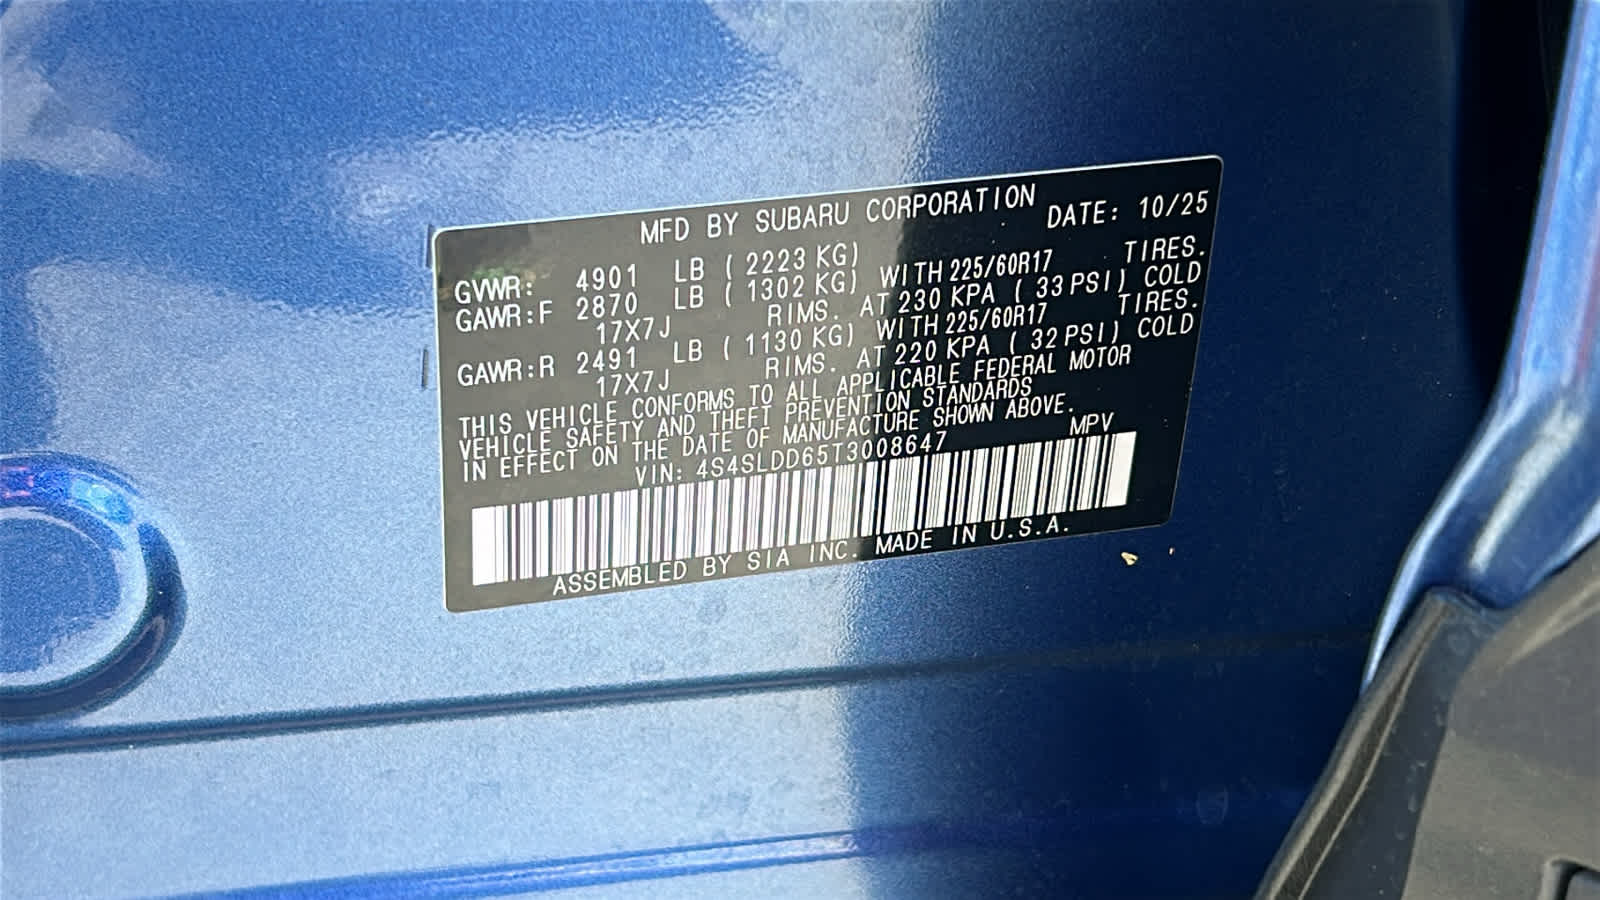 MFD BY SUBARU CORPORATION DATE: 10/25
GVWR: 4901 LB ( 2223 KG)
GAWR:F 2870 LB ( 1302 KG) WITH 225/60R17 TIRES.
17X7J RIMS. AT 230 KPA ( 33 PSI) COLD
GAWR:R 2491 LB ( 1130 KG) WITH 225/60R17 TIRES.
17X7J RIMS. AT 220 KPA ( 32 PSI) COLD
THIS VEHICLE CONFORMS TO ALL APPLICABLE FEDERAL MOTOR
VEHICLE SAFETY AND THEFT PREVENTION STANDARDS
IN EFFECT ON THE DATE OF MANUFACTURE SHOWN ABOVE.
VIN: 4S4SLDD65T3008647 MPV
ASSEMBLED BY SIA INC. MADE IN U.S.A.